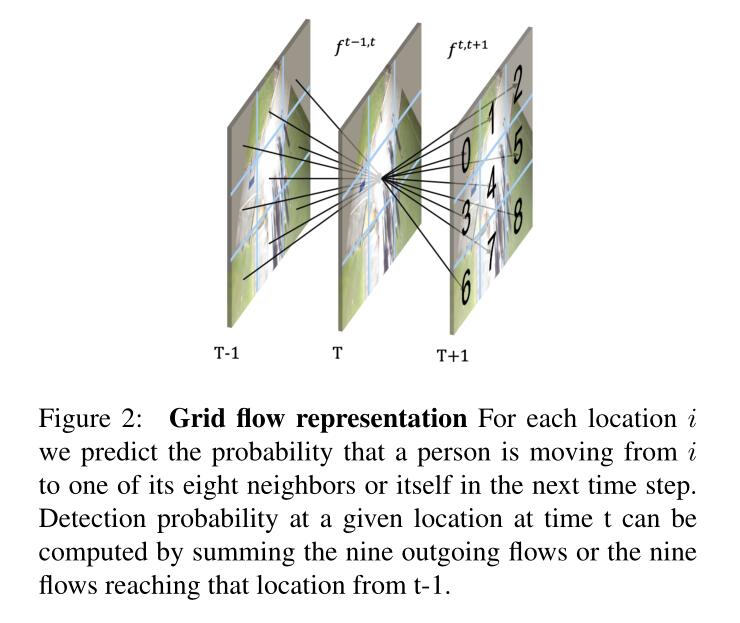 f^{t−1,t} f^{t,t+1}
2
1
5
0
4
8
3
7
6
T-1 T T+1
Figure 2: Grid flow representation For each location i
we predict the probability that a person is moving from i
to one of its eight neighbors or itself in the next time step.
Detection probability at a given location at time t can be
computed by summing the nine outgoing flows or the nine
flows reaching that location from t-1.